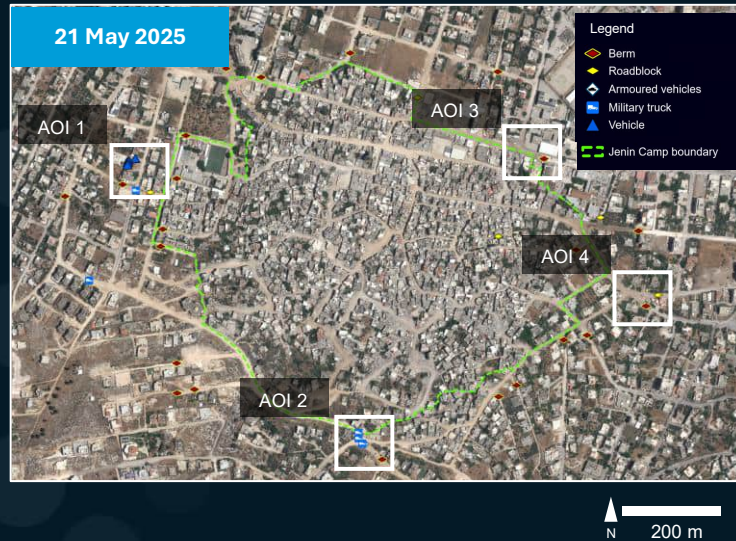 21 May 2025
Legend
Berm
Roadblock
Armoured vehicles
Military truck
Vehicle
Jenin Camp boundary
AOI 1
AOI 3
AOI 4
AOI 2
N
200 m